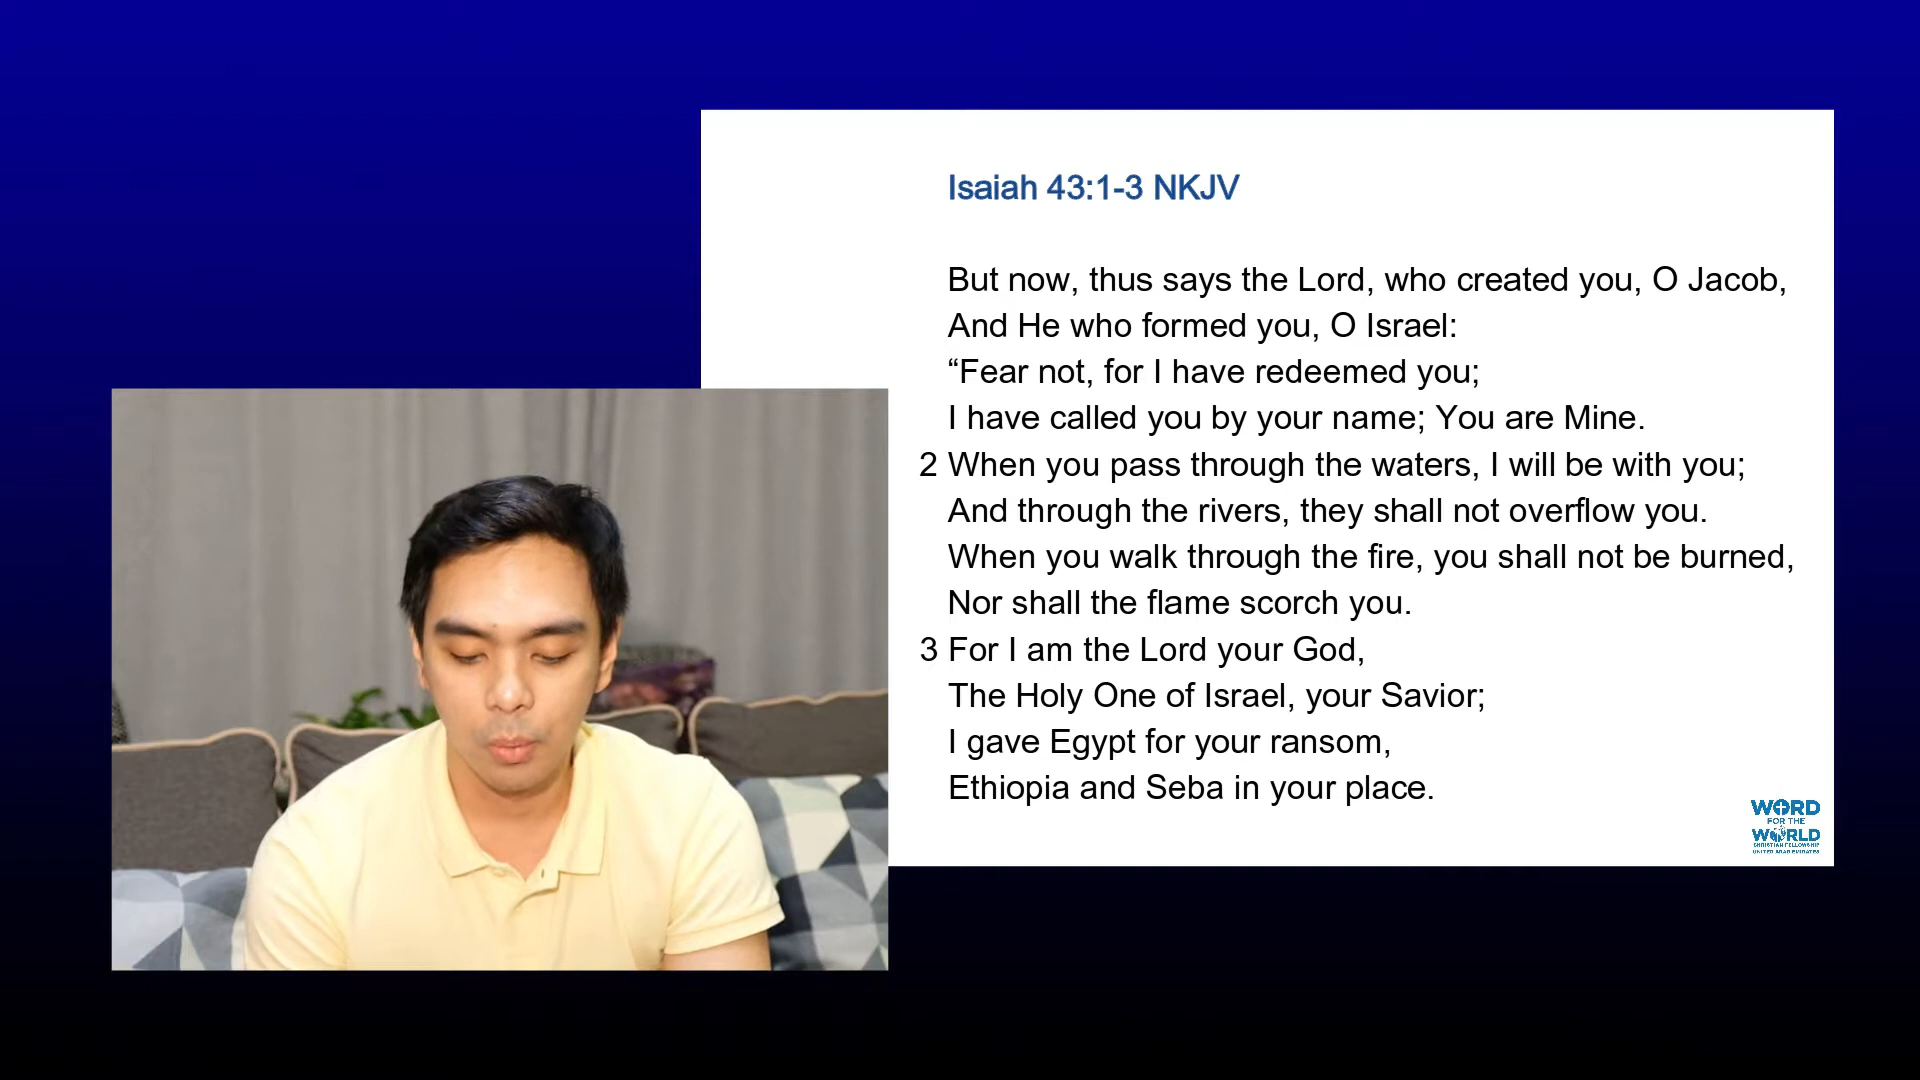 Isaiah 43:1-3 NKJV
But now, thus says the Lord, who created you, O Jacob,
And He who formed you, O Israel:
“Fear not, for I have redeemed you;
I have called you by your name; You are Mine.
2 When you pass through the waters, I will be with you;
And through the rivers, they shall not overflow you.
When you walk through the fire, you shall not be burned,
Nor shall the flame scorch you.
3 For I am the Lord your God,
The Holy One of Israel, your Savior;
I gave Egypt for your ransom,
Ethiopia and Seba in your place.
WORD
FOR THE
WORLD
CHRISTIAN FELLOWSHIP
UNITED ARAB EMIRATES